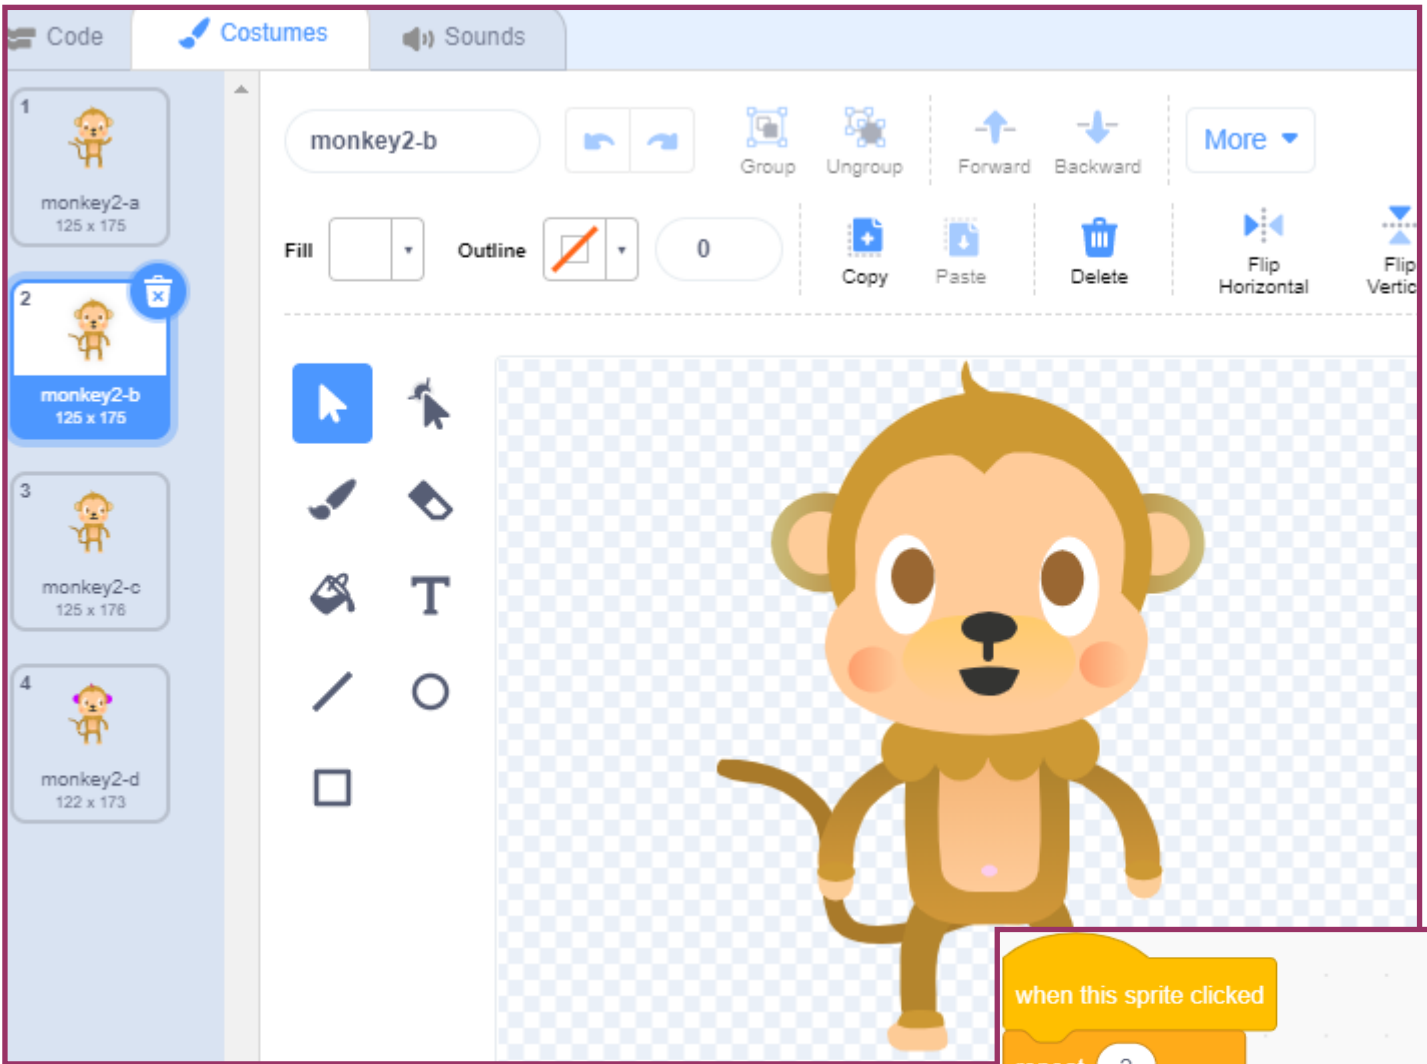 Code
Costumes
Sounds
1
monkey2-a
125 x 175
2
monkey2-b
125 x 175
3
monkey2-c
125 x 176
4
monkey2-d
122 x 173
monkey2-b
Group
Ungroup
Forward
Backward
More
Fill
Outline
0
Copy
Paste
Delete
Flip
Horizontal
Flip
T
when this sprite clicked